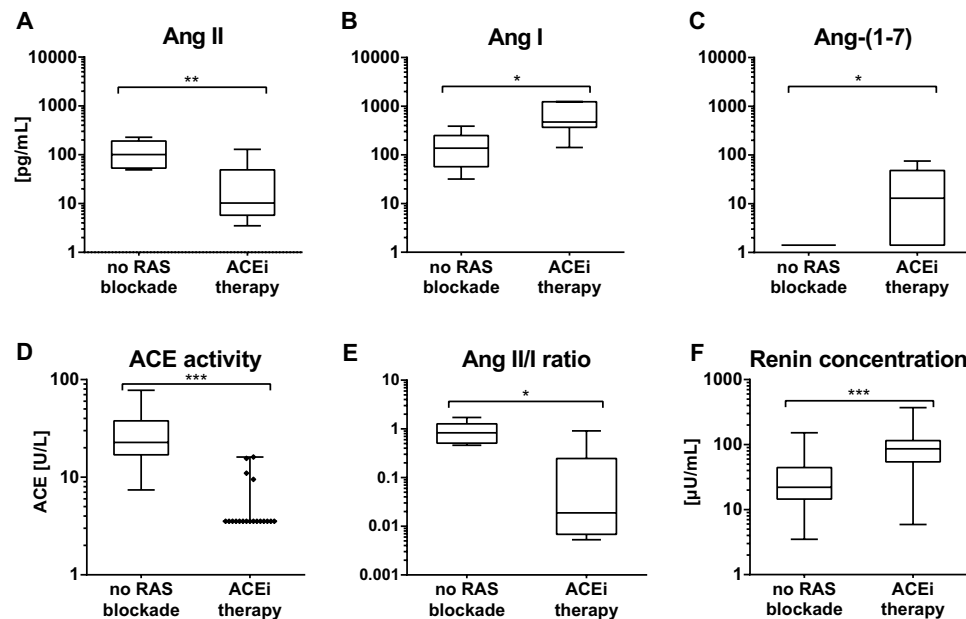 A
Ang II
10000
1000
100
10
1
[pg/mL]
**
no RAS
blockade
ACEi
therapy
B
Ang I
10000
1000
100
10
1
*
no RAS
blockade
ACEi
therapy
C
Ang-(1-7)
10000
1000
100
10
1
*
no RAS
blockade
ACEi
therapy
D
ACE activity
100
10
1
ACE [U/L]
***
no RAS
blockade
ACEi
therapy
E
Ang II/I ratio
10
1
0.1
0.01
0.001
*
no RAS
blockade
ACEi
therapy
F
Renin concentration
1000
100
10
1
[µU/mL]
***
no RAS
blockade
ACEi
therapy